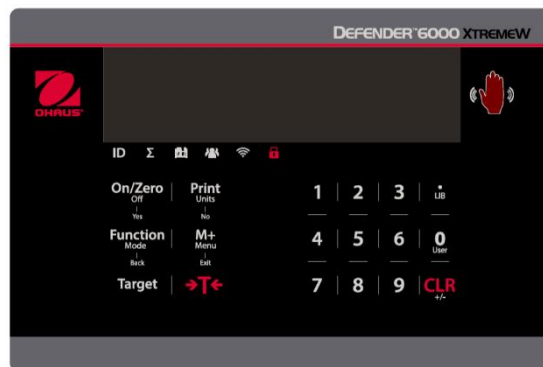 DEFENDER™6000 XTREMEW
OHAUS®
ID Σ
On/Zero Print 1 2 3 .
Off Units LIB
Yes No
Function M+ 4 5 6 0
Mode Menu User
Back Exit
Target →T← 7 8 9 CLR
+/-